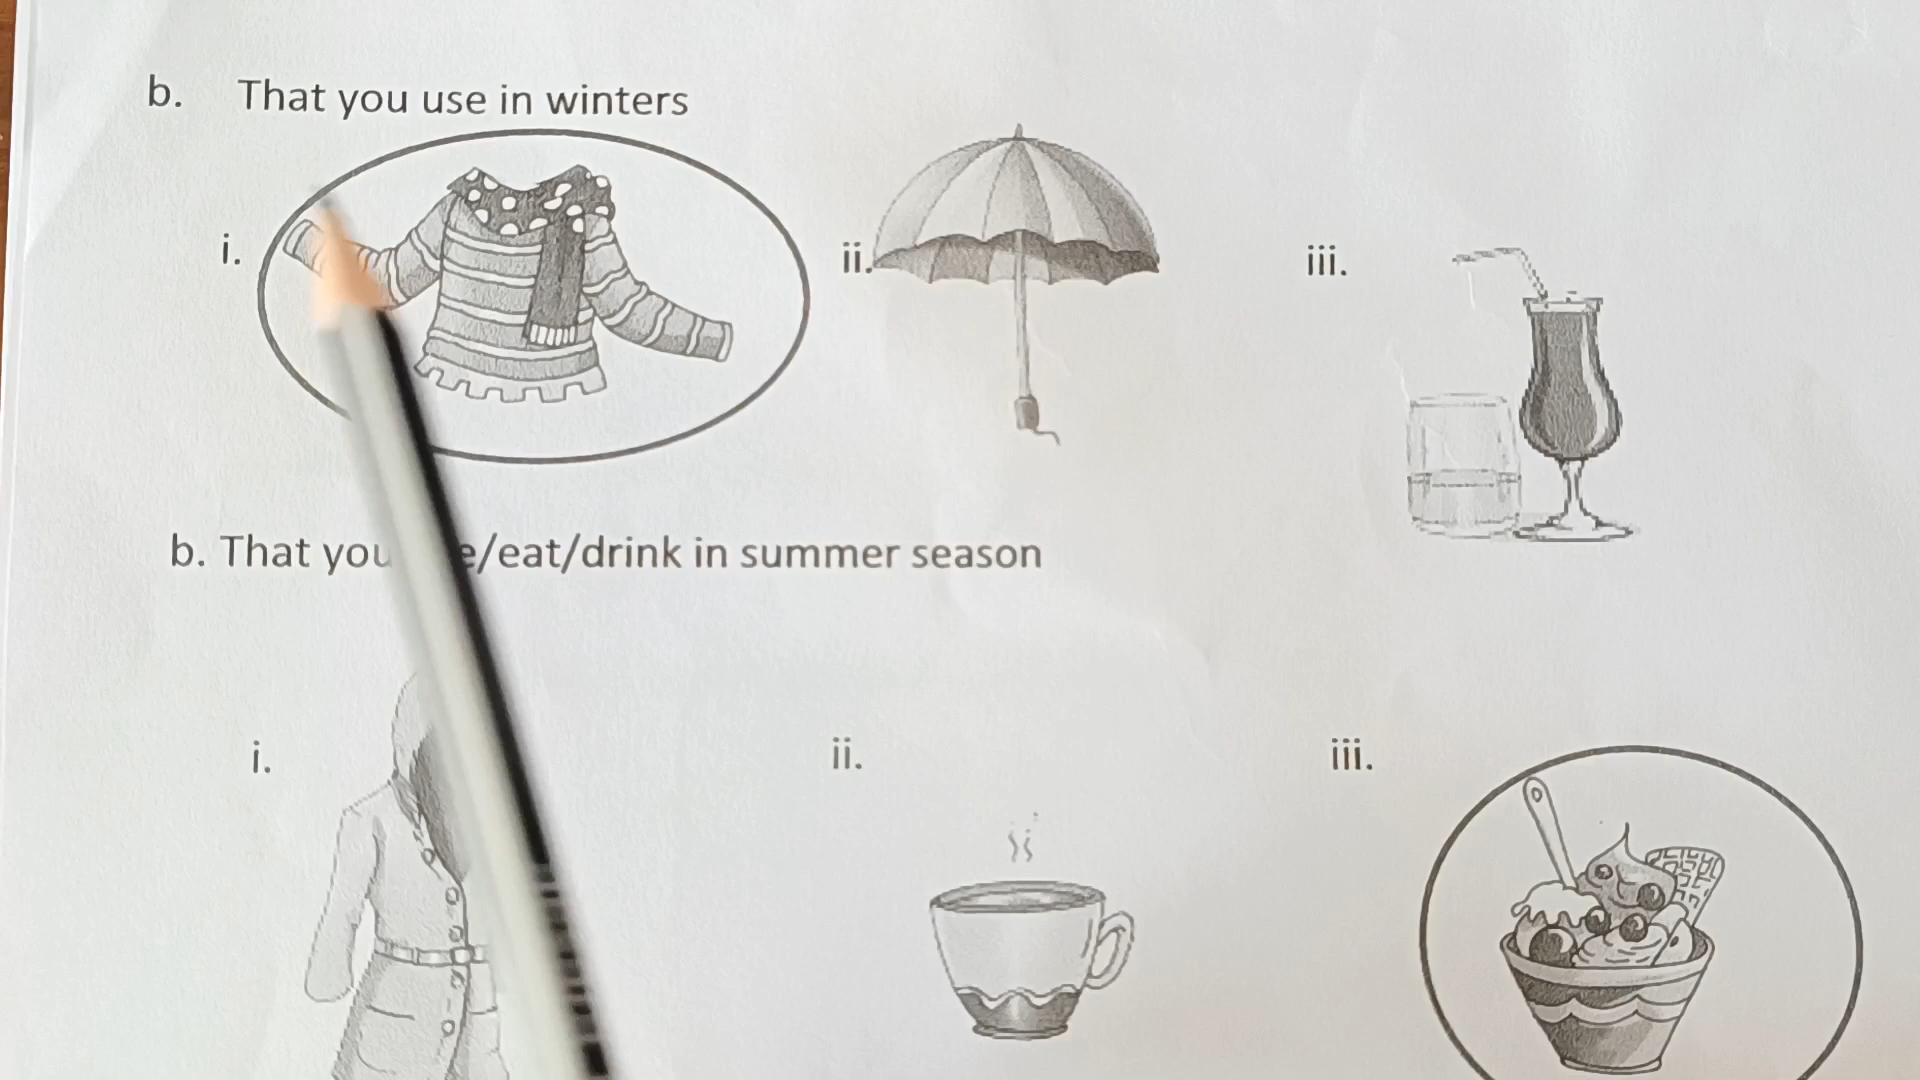 b. That you use in winters
i. ii. iii.
b. That you e/eat/drink in summer season
i. ii. iii.